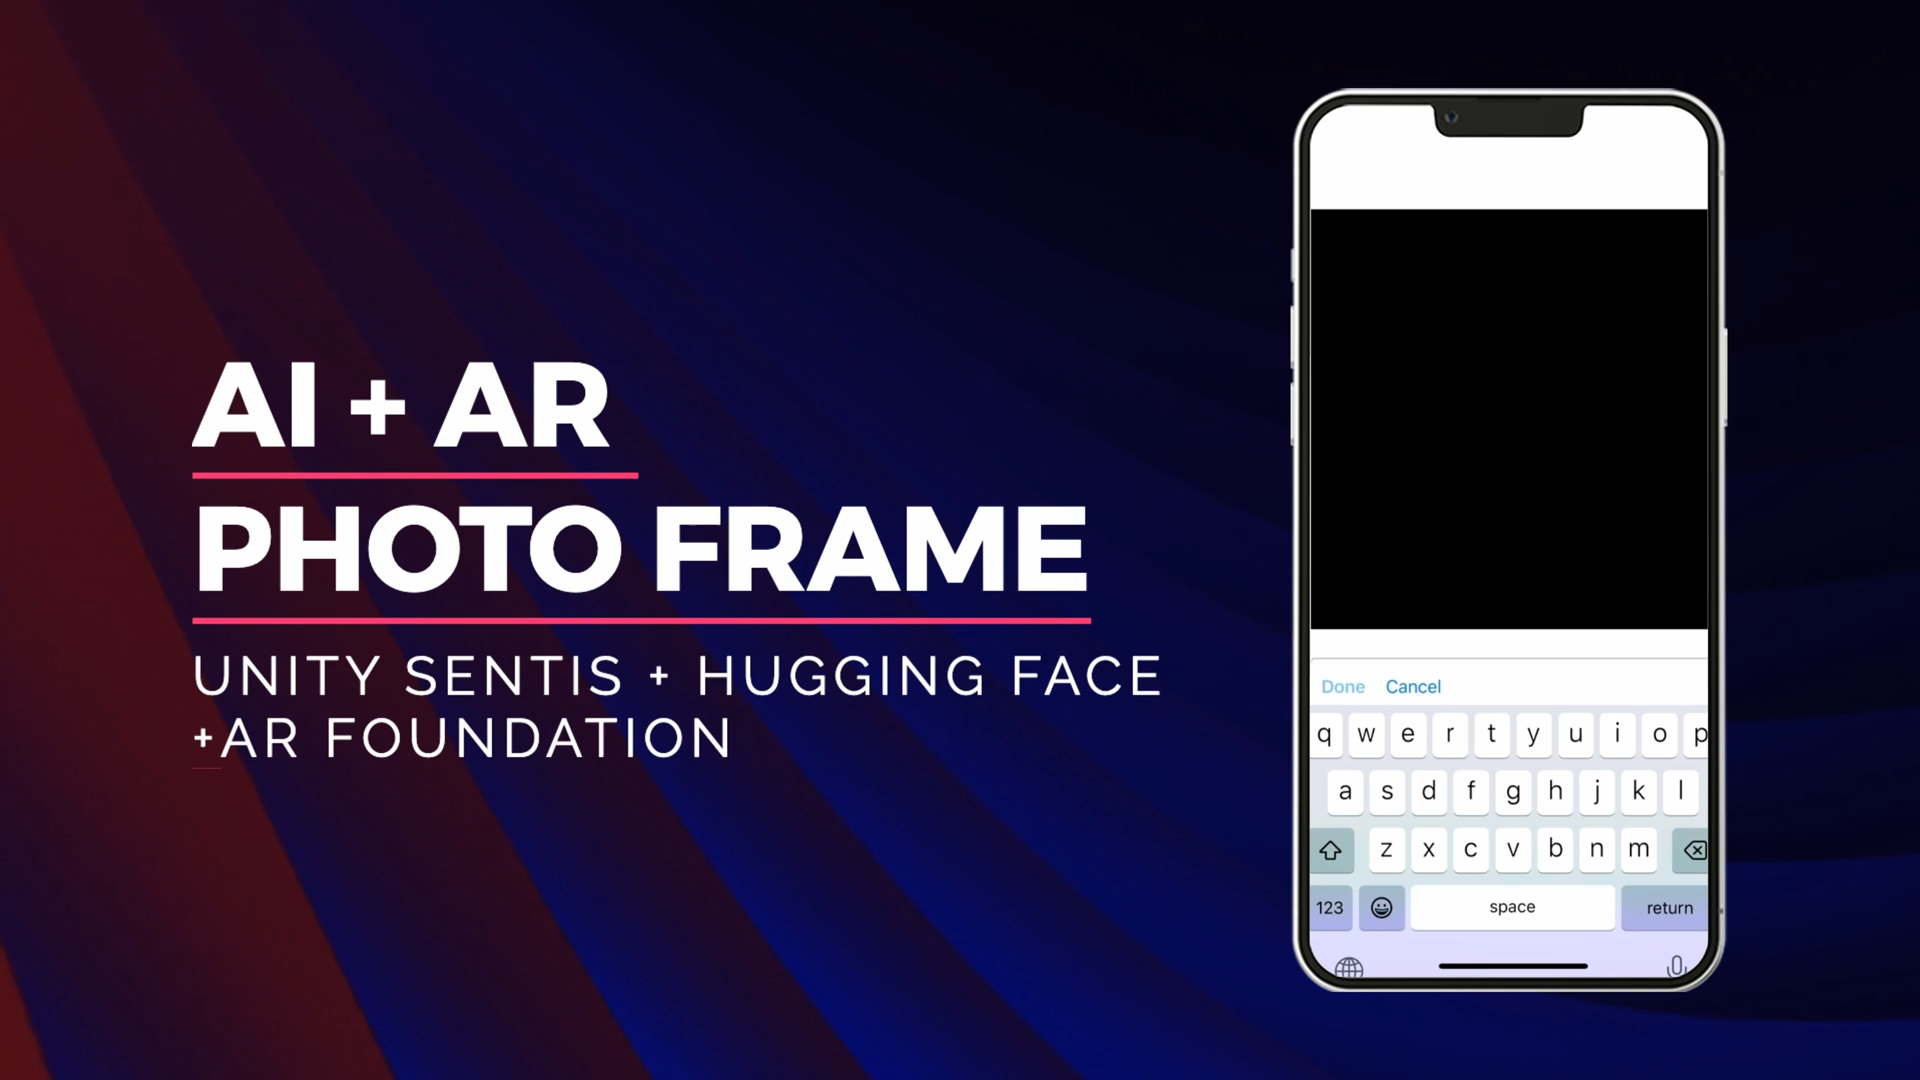 AI + AR
PHOTO FRAME
UNITY SENTIS + HUGGING FACE
+AR FOUNDATION
Done Cancel
q w e r t y u i o p
a s d f g h j k l
z x c v b n m
123 space return